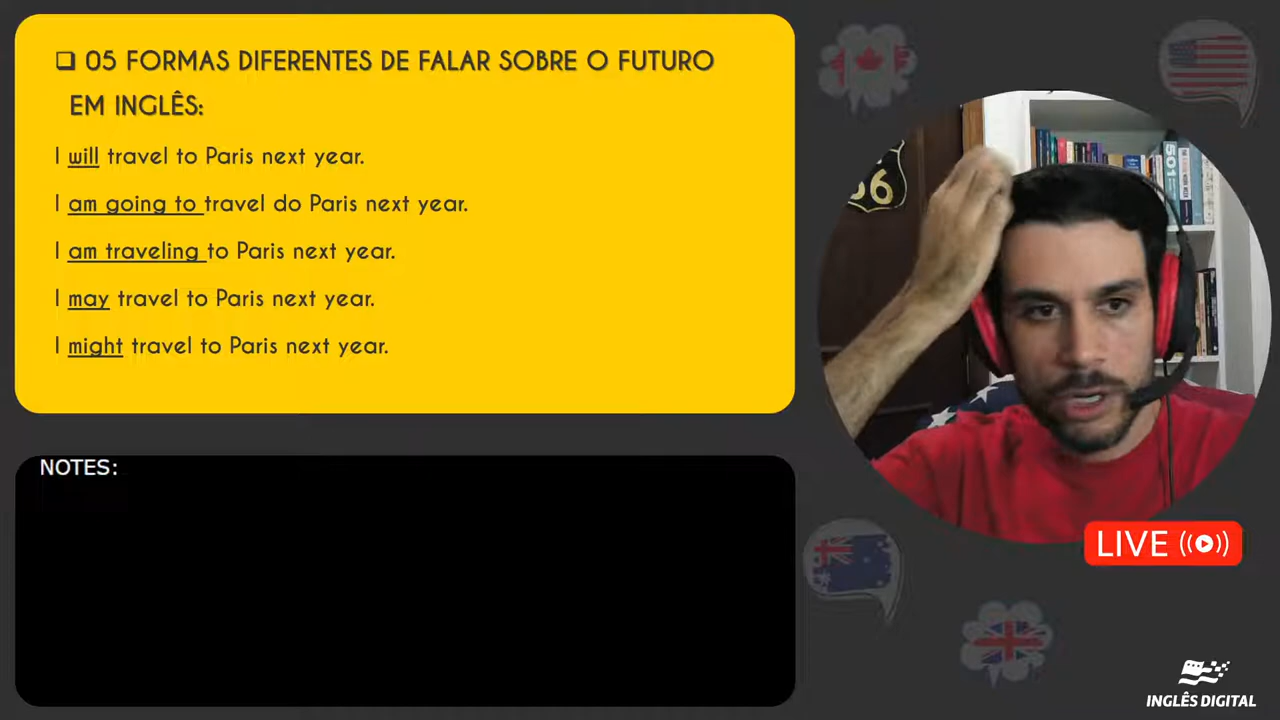 ❑ 05 FORMAS DIFERENTES DE FALAR SOBRE O FUTURO
EM INGLÊS:
I will travel to Paris next year.
I am going to travel do Paris next year.
I am traveling to Paris next year.
I may travel to Paris next year.
I might travel to Paris next year.
NOTES:
66
501
LIVE
INGLÊS DIGITAL